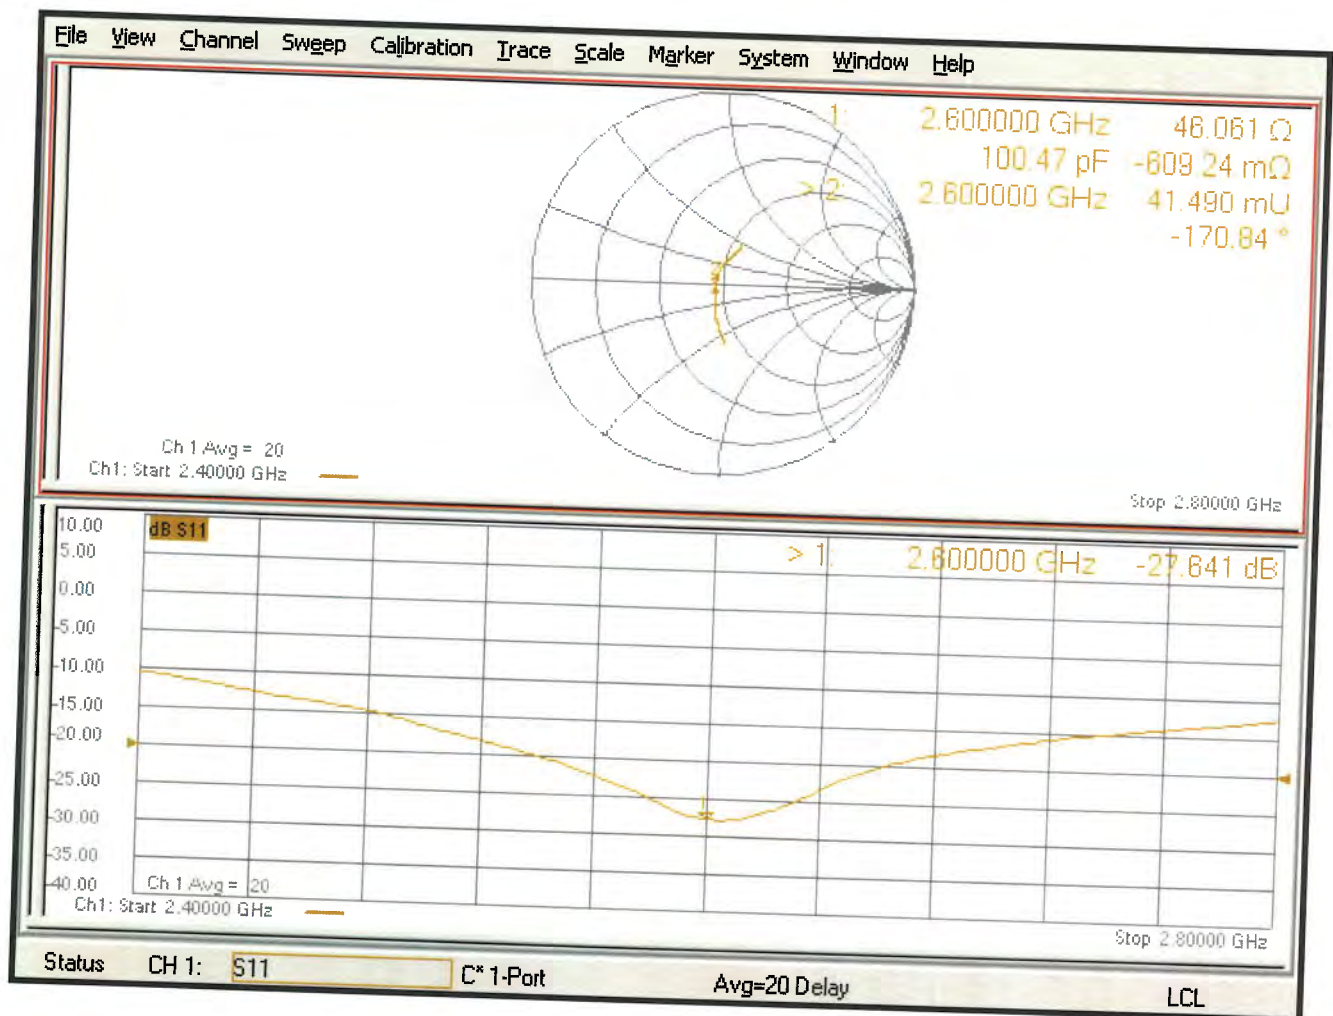 File View Channel Sweep Calibration Trace Scale Marker System Window Help
1: 2.600000 GHz 46.061 Ω
100.47 pF -609.24 mΩ
> 2: 2.600000 GHz 41.490 mU
-170.84 °
Ch 1 Avg = 20
Ch1: Start 2.40000 GHz
Stop 2.80000 GHz
dB S11
> 1: 2.600000 GHz -27.641 dB
10.00
5.00
0.00
-5.00
-10.00
-15.00
-20.00
-25.00
-30.00
-35.00
-40.00
1
Ch 1 Avg = 20
Ch1: Start 2.40000 GHz
Stop 2.80000 GHz
Status CH 1: S11 C* 1-Port Avg=20 Delay LCL